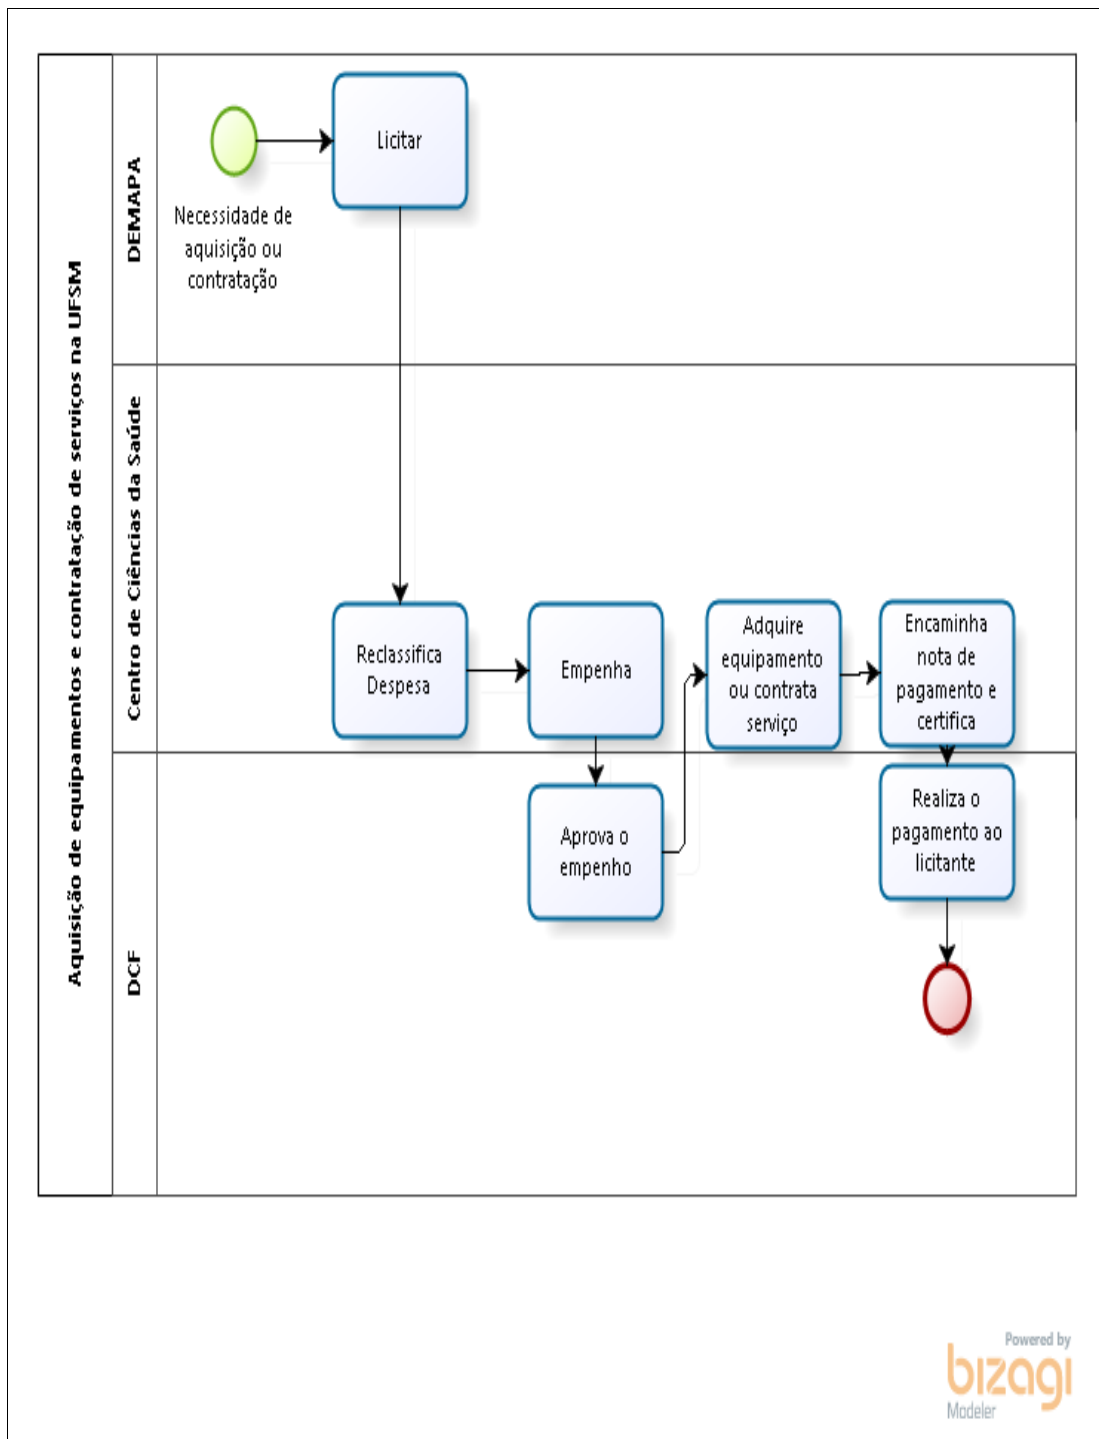 Aquisição de equipamentos e contratação de serviços na UFSM
DEMAPA
Necessidade de
aquisição ou
contratação
Licitar
Centro de Ciências da Saúde
Reclassifica
Despesa
Empenha
Adquire
equipamento
ou contrata
serviço
Encaminha
nota de
pagamento e
certifica
DCF
Aprova o
empenho
Realiza o
pagamento ao
licitante
Powered by
bizagi
Modeler